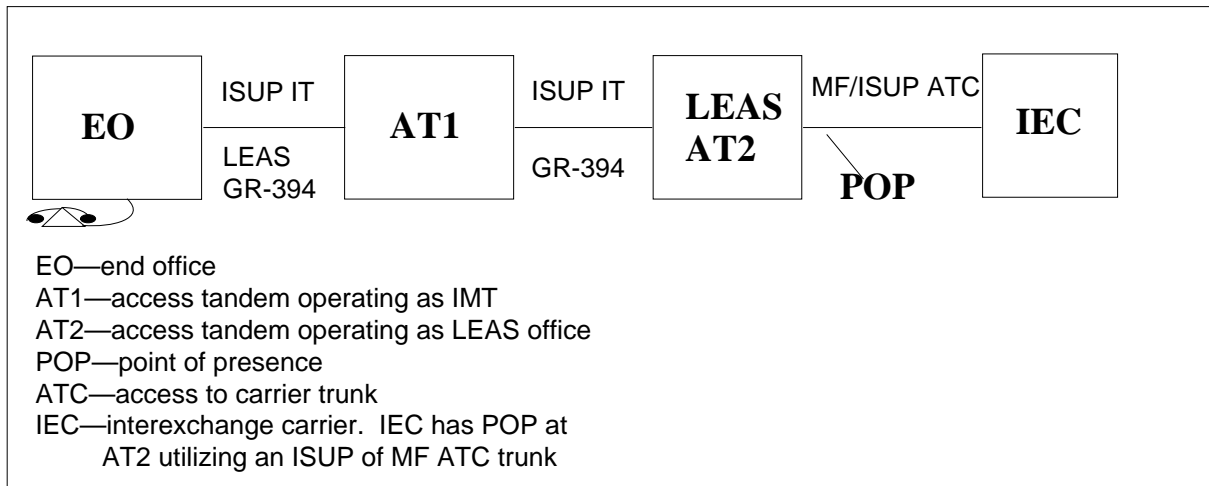 EO
ISUP IT
LEAS
GR-394
AT1
ISUP IT
GR-394
LEAS
AT2
MF/ISUP ATC
POP
IEC
EO—end office
AT1—access tandem operating as IMT
AT2—access tandem operating as LEAS office
POP—point of presence
ATC—access to carrier trunk
IEC—interexchange carrier. IEC has POP at
AT2 utilizing an ISUP of MF ATC trunk